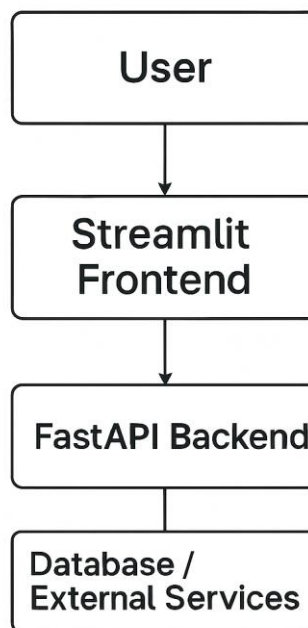 User
Streamlit
Frontend
FastAPI Backend
Database /
External Services